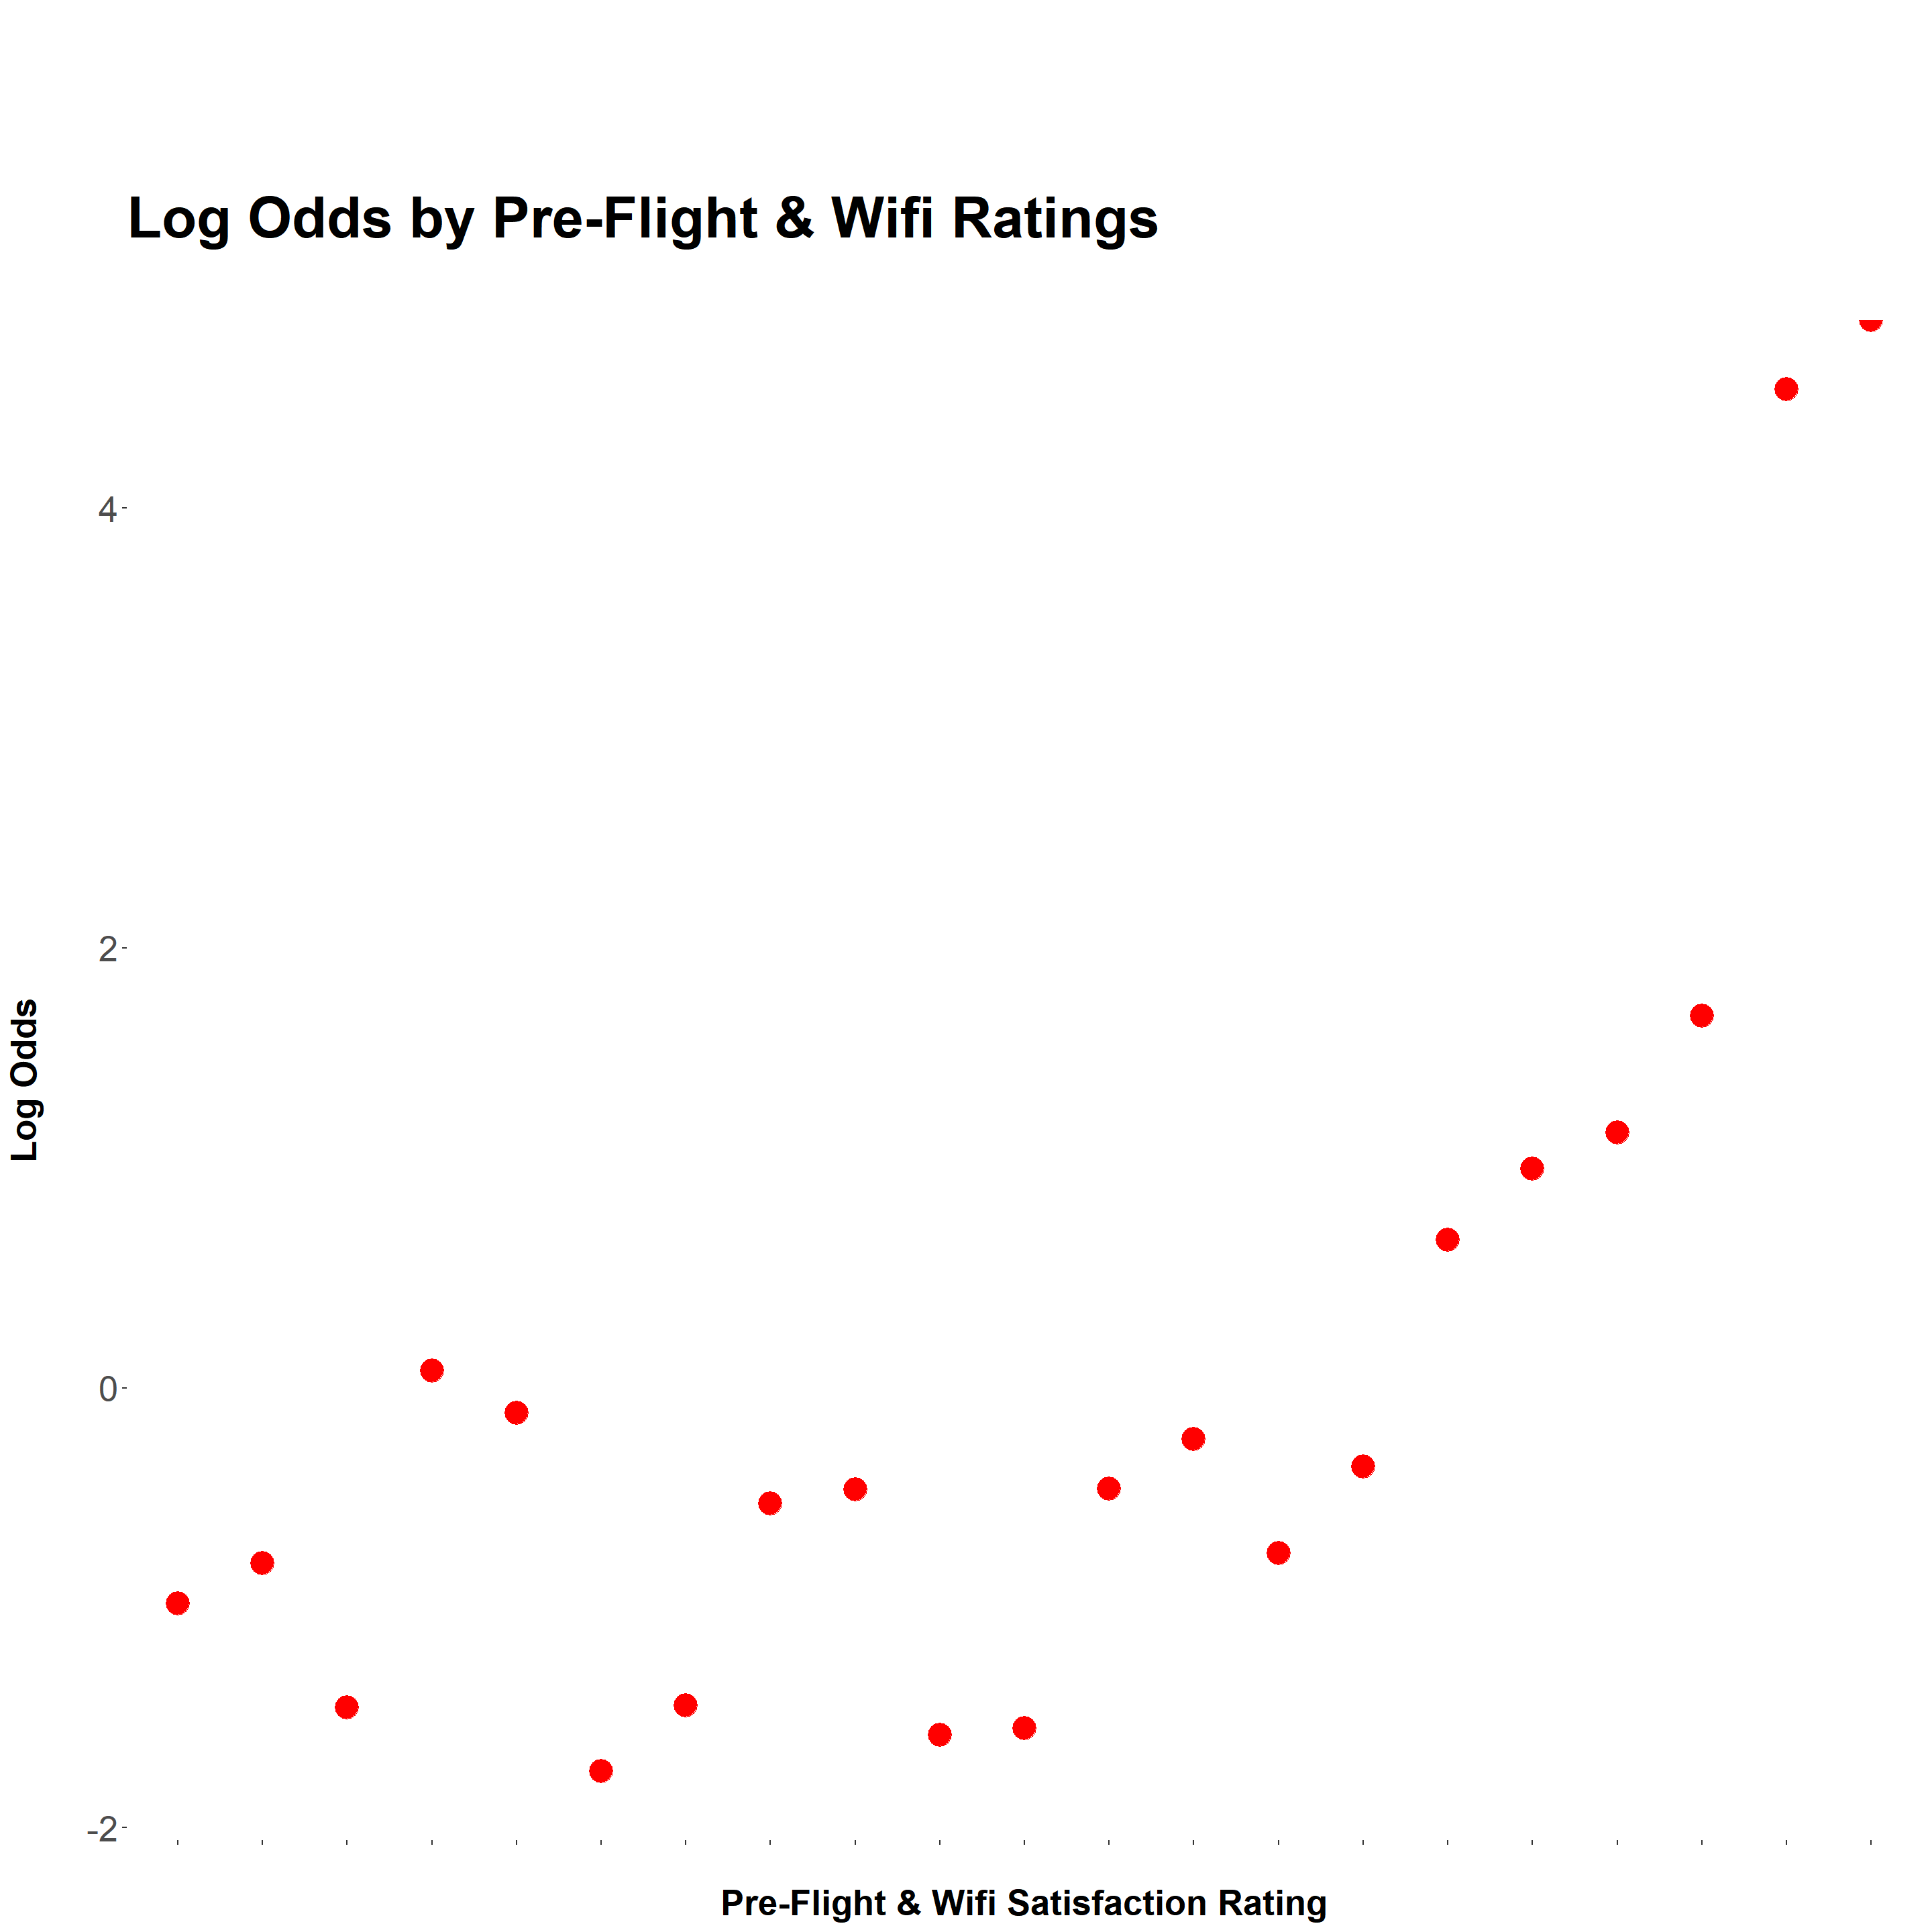 Log Odds by Pre-Flight & Wifi Ratings
4
2
0
-2
Log Odds
Pre-Flight & Wifi Satisfaction Rating